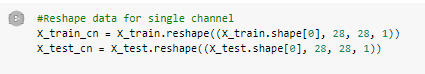 #Reshape data for single channel
X_train_cn = X_train.reshape((X_train.shape[0], 28, 28, 1))
X_test_cn = X_test.reshape((X_test.shape[0], 28, 28, 1))